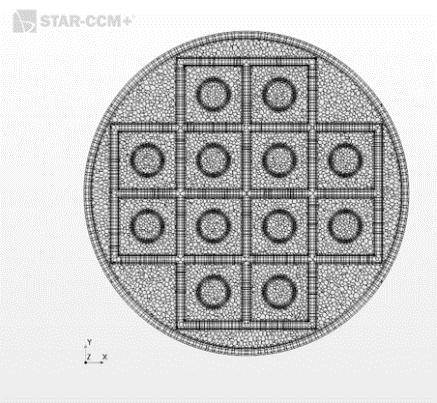 STAR-CCM+
Y
Z X